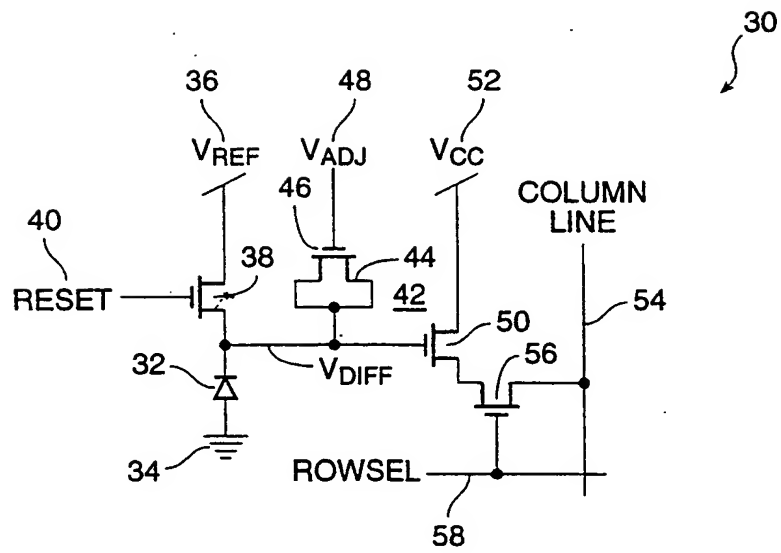 30
36
48
52
VREF
VADJ
VCC
COLUMN
LINE
46
40
38
44
RESET
42
54
50
32
VDIFF
56
34
ROWSEL
58